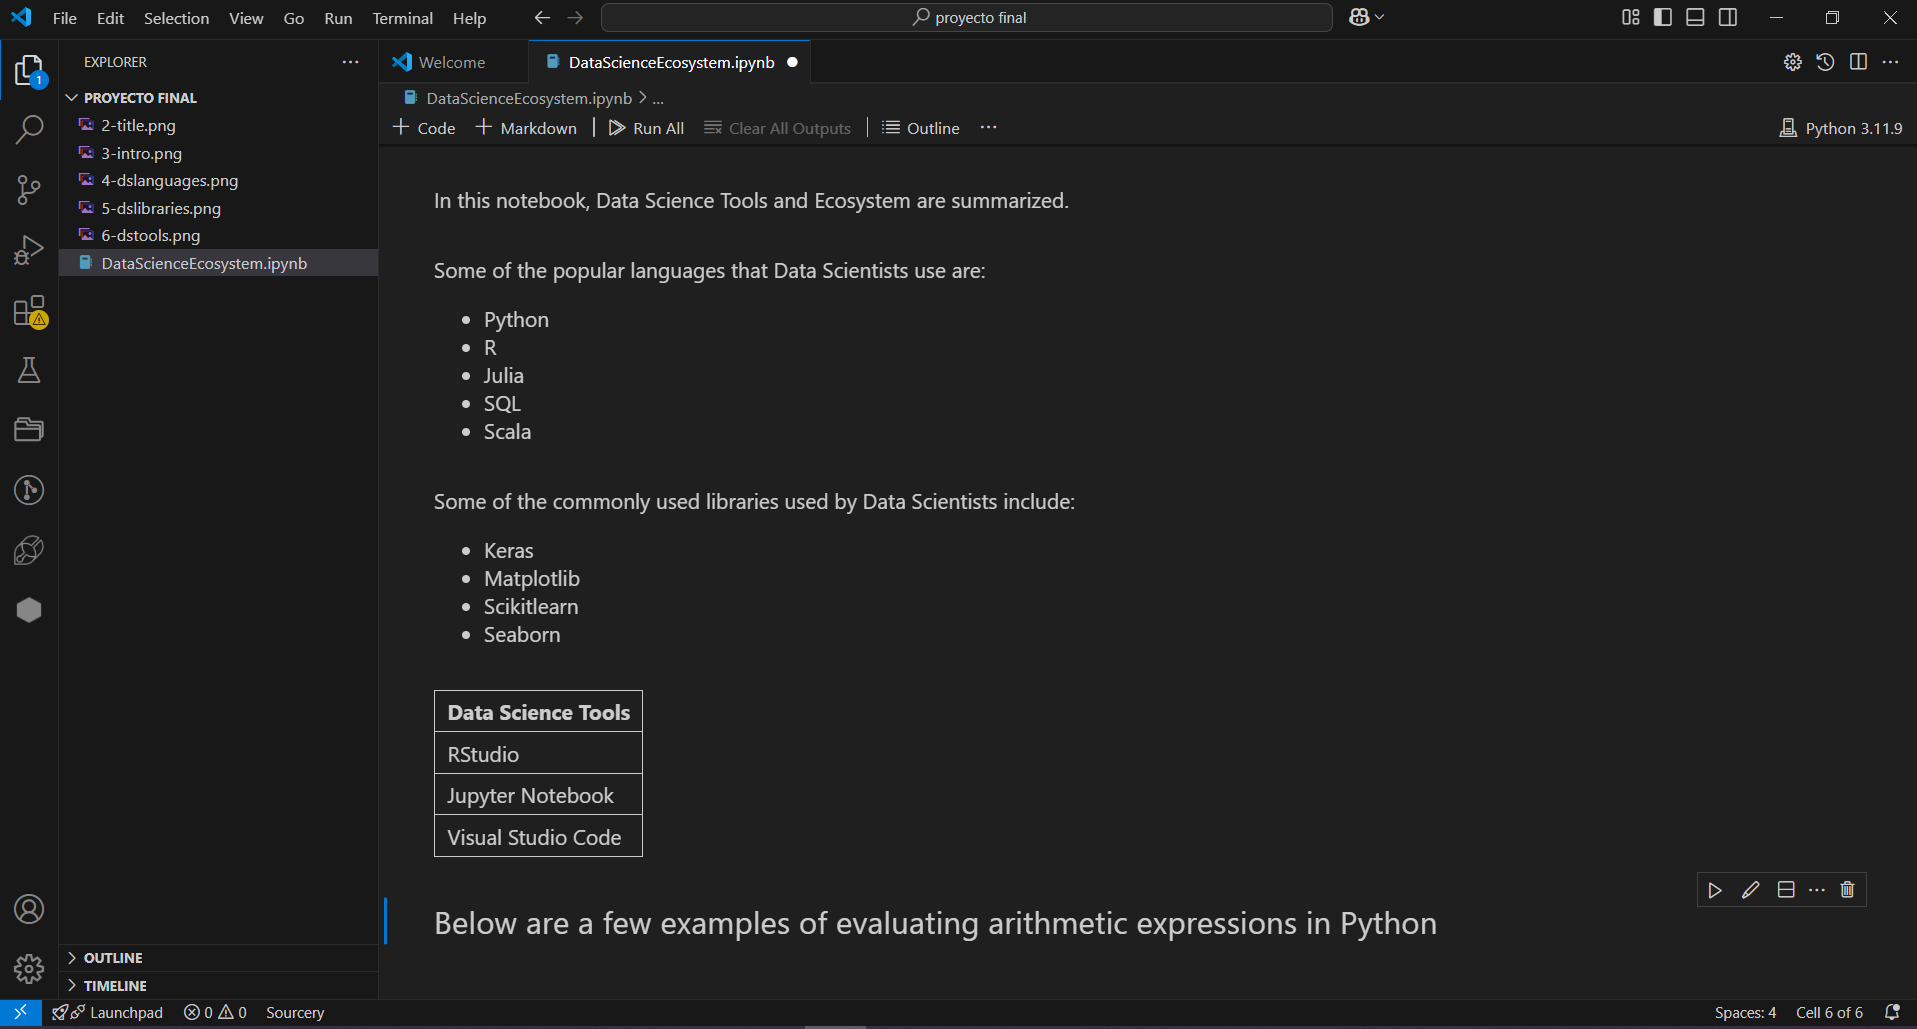 File Edit Selection View Go Run Terminal Help
proyecto final
EXPLORER
1
PROYECTO FINAL
2-title.png
3-intro.png
4-dslanguages.png
5-dslibraries.png
6-dstools.png
DataScienceEcosystem.ipynb
OUTLINE
TIMELINE
Welcome
DataScienceEcosystem.ipynb
DataScienceEcosystem.ipynb > ...
Code Markdown Run All Clear All Outputs Outline
Python 3.11.9
In this notebook, Data Science Tools and Ecosystem are summarized.
Some of the popular languages that Data Scientists use are:
Python
R
Julia
SQL
Scala
Some of the commonly used libraries used by Data Scientists include:
Keras
Matplotlib
Scikitlearn
Seaborn
Data Science Tools
RStudio
Jupyter Notebook
Visual Studio Code
Below are a few examples of evaluating arithmetic expressions in Python
Launchpad 0 0 Sourcery
Spaces: 4 Cell 6 of 6